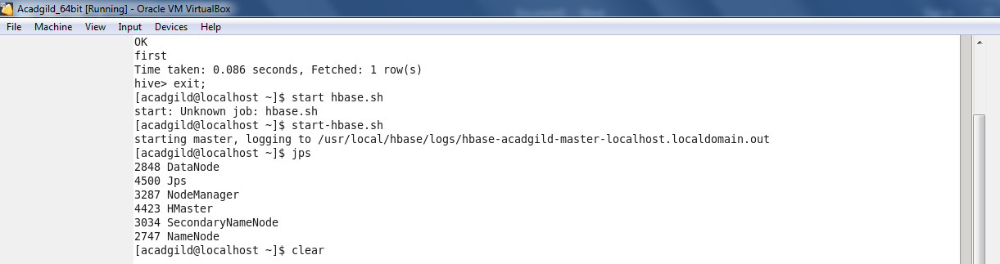 Acadgild_64bit [Running] - Oracle VM VirtualBox
File Machine View Input Devices Help
OK
first
Time taken: 0.086 seconds, Fetched: 1 row(s)
hive> exit;
[acadgild@localhost ~]$ start hbase.sh
start: Unknown job: hbase.sh
[acadgild@localhost ~]$ start-hbase.sh
starting master, logging to /usr/local/hbase/logs/hbase-acadgild-master-localhost.localdomain.out
[acadgild@localhost ~]$ jps
2848 DataNode
4500 Jps
3287 NodeManager
4423 HMaster
3034 SecondaryNameNode
2747 NameNode
[acadgild@localhost ~]$ clear